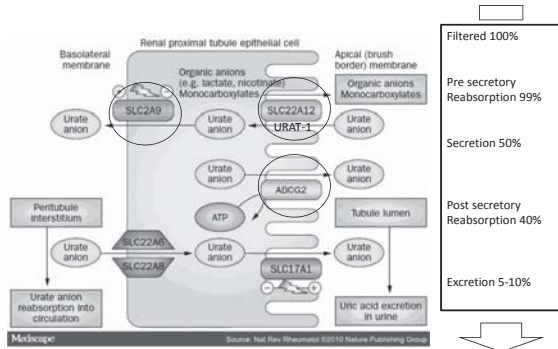 Renal proximal tubule epithelial cell
Basolateral
membrane
Apical (brush
border) membrane
Organic anions
(e.g. lactate, nicotinate)
Monocarboxylates
Organic anions
Monocarboxylates
SLC2A9
SLC22A12
URAT-1
Urate
anion
Urate
anion
Urate
anion
Urate
anion
Urate
anion
ADCG2
ATP
Peritubule
interstitium
Tubule lumen
SLC22A6
SLC22A8
Urate
anion
Urate
anion
Urate
anion
SLC17A1
Urate anion
reabsorption into
circulation
Uric acid excretion
in urine
Medscape
Source: Nat Rev Rheumatol ©2010 Nature Publishing Group
Filtered 100%
Pre secretory
Reabsorption 99%
Secretion 50%
Post secretory
Reabsorption 40%
Excretion 5-10%